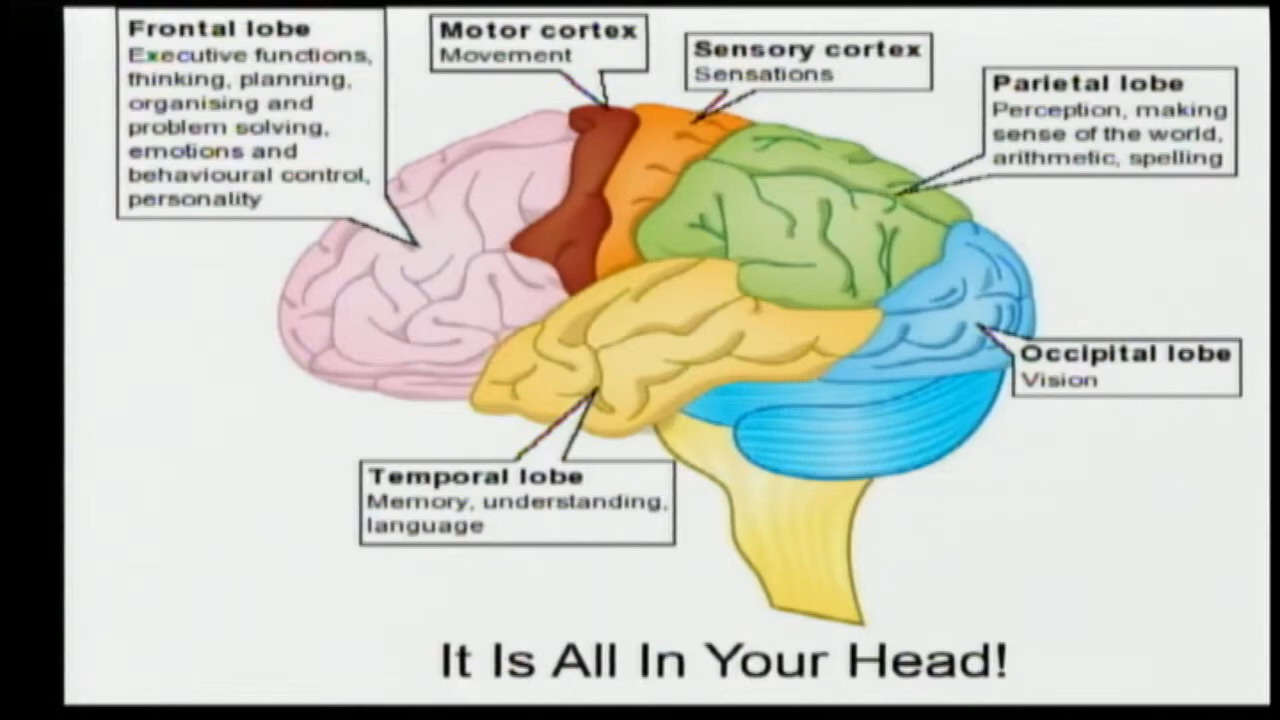 Frontal lobe
Executive functions,
thinking, planning,
organising and
problem solving,
emotions and
behavioural control,
personality
Motor cortex
Movement
Sensory cortex
Sensations
Parietal lobe
Perception, making
sense of the world,
arithmetic, spelling
Occipital lobe
Vision
Temporal lobe
Memory, understanding,
language
It Is All In Your Head!